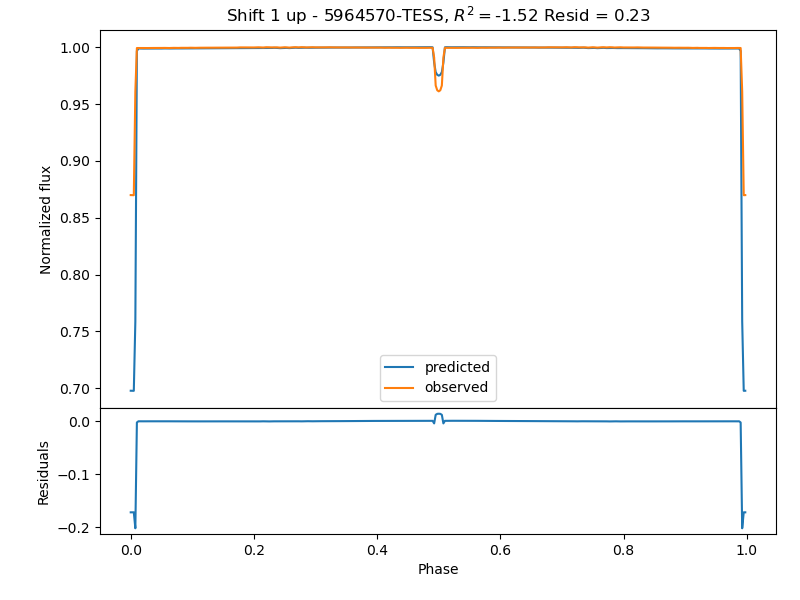 Shift 1 up - 5964570-TESS, R² = -1.52 Resid = 0.23
1.00
0.95
0.90
0.85
0.80
0.75
0.70
Normalized flux
predicted
observed
0.0
−0.1
−0.2
Residuals
0.0 0.2 0.4 0.6 0.8 1.0
Phase